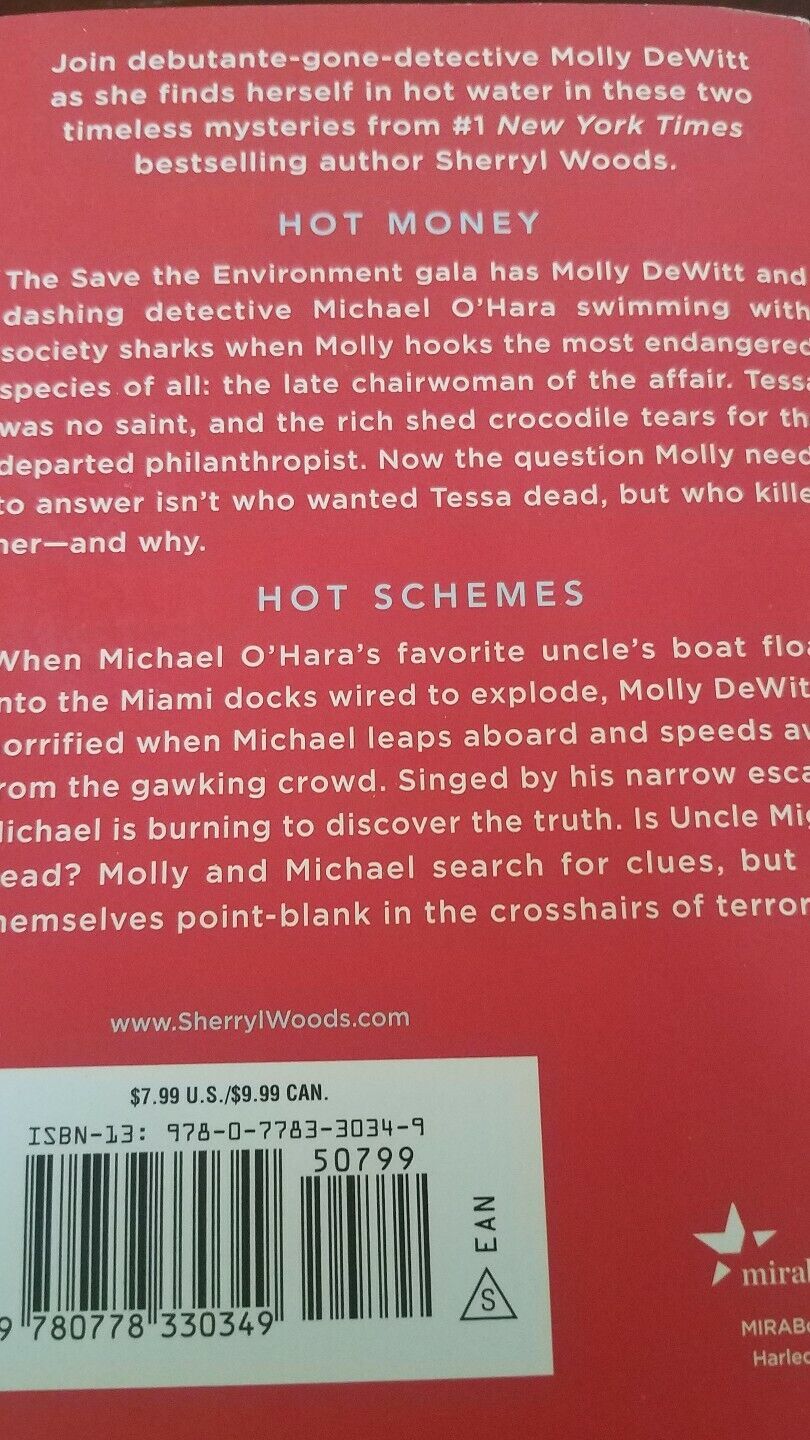 Join debutante-gone-detective Molly DeWitt
as she finds herself in hot water in these two
timeless mysteries from #1 New York Times
bestselling author Sherryl Woods.
HOT MONEY
The Save the Environment gala has Molly DeWitt and
dashing detective Michael O'Hara swimming with
society sharks when Molly hooks the most endangered
species of all: the late chairwoman of the affair. Tessa
was no saint, and the rich shed crocodile tears for th
departed philanthropist. Now the question Molly need
to answer isn't who wanted Tessa dead, but who kille
her—and why.
HOT SCHEMES
When Michael O'Hara's favorite uncle's boat floa
nto the Miami docks wired to explode, Molly DeWit
orrified when Michael leaps aboard and speeds aw
rom the gawking crowd. Singed by his narrow esca
Michael is burning to discover the truth. Is Uncle Mig
ead? Molly and Michael search for clues, but
hemselves point-blank in the crosshairs of terror
www.SherrylWoods.com
$7.99 U.S./$9.99 CAN.
ISBN-13: 978-0-7783-3034-9
50799
EAN
S
9 780778 330349
mira
MIRABo
Harleq